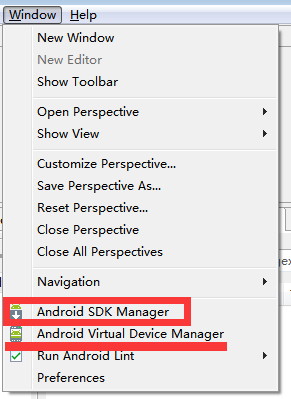 Window Help
New Window
New Editor
Show Toolbar
Open Perspective
Show View
Customize Perspective...
Save Perspective As...
Reset Perspective...
Close Perspective
Close All Perspectives
Navigation
Android SDK Manager
Android Virtual Device Manager
Run Android Lint
Preferences